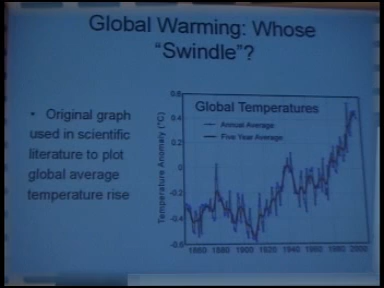 Global Warming: Whose
"Swindle"?
• Original graph
used in scientific
literature to plot
global average
temperature rise
Global Temperatures
Annual Average
Five Year Average
Temperature Anomaly (°C)
0.6
0.4
0.2
0
-0.2
-0.4
-0.6
1860 1880 1900 1920 1940 1960 1980 2000